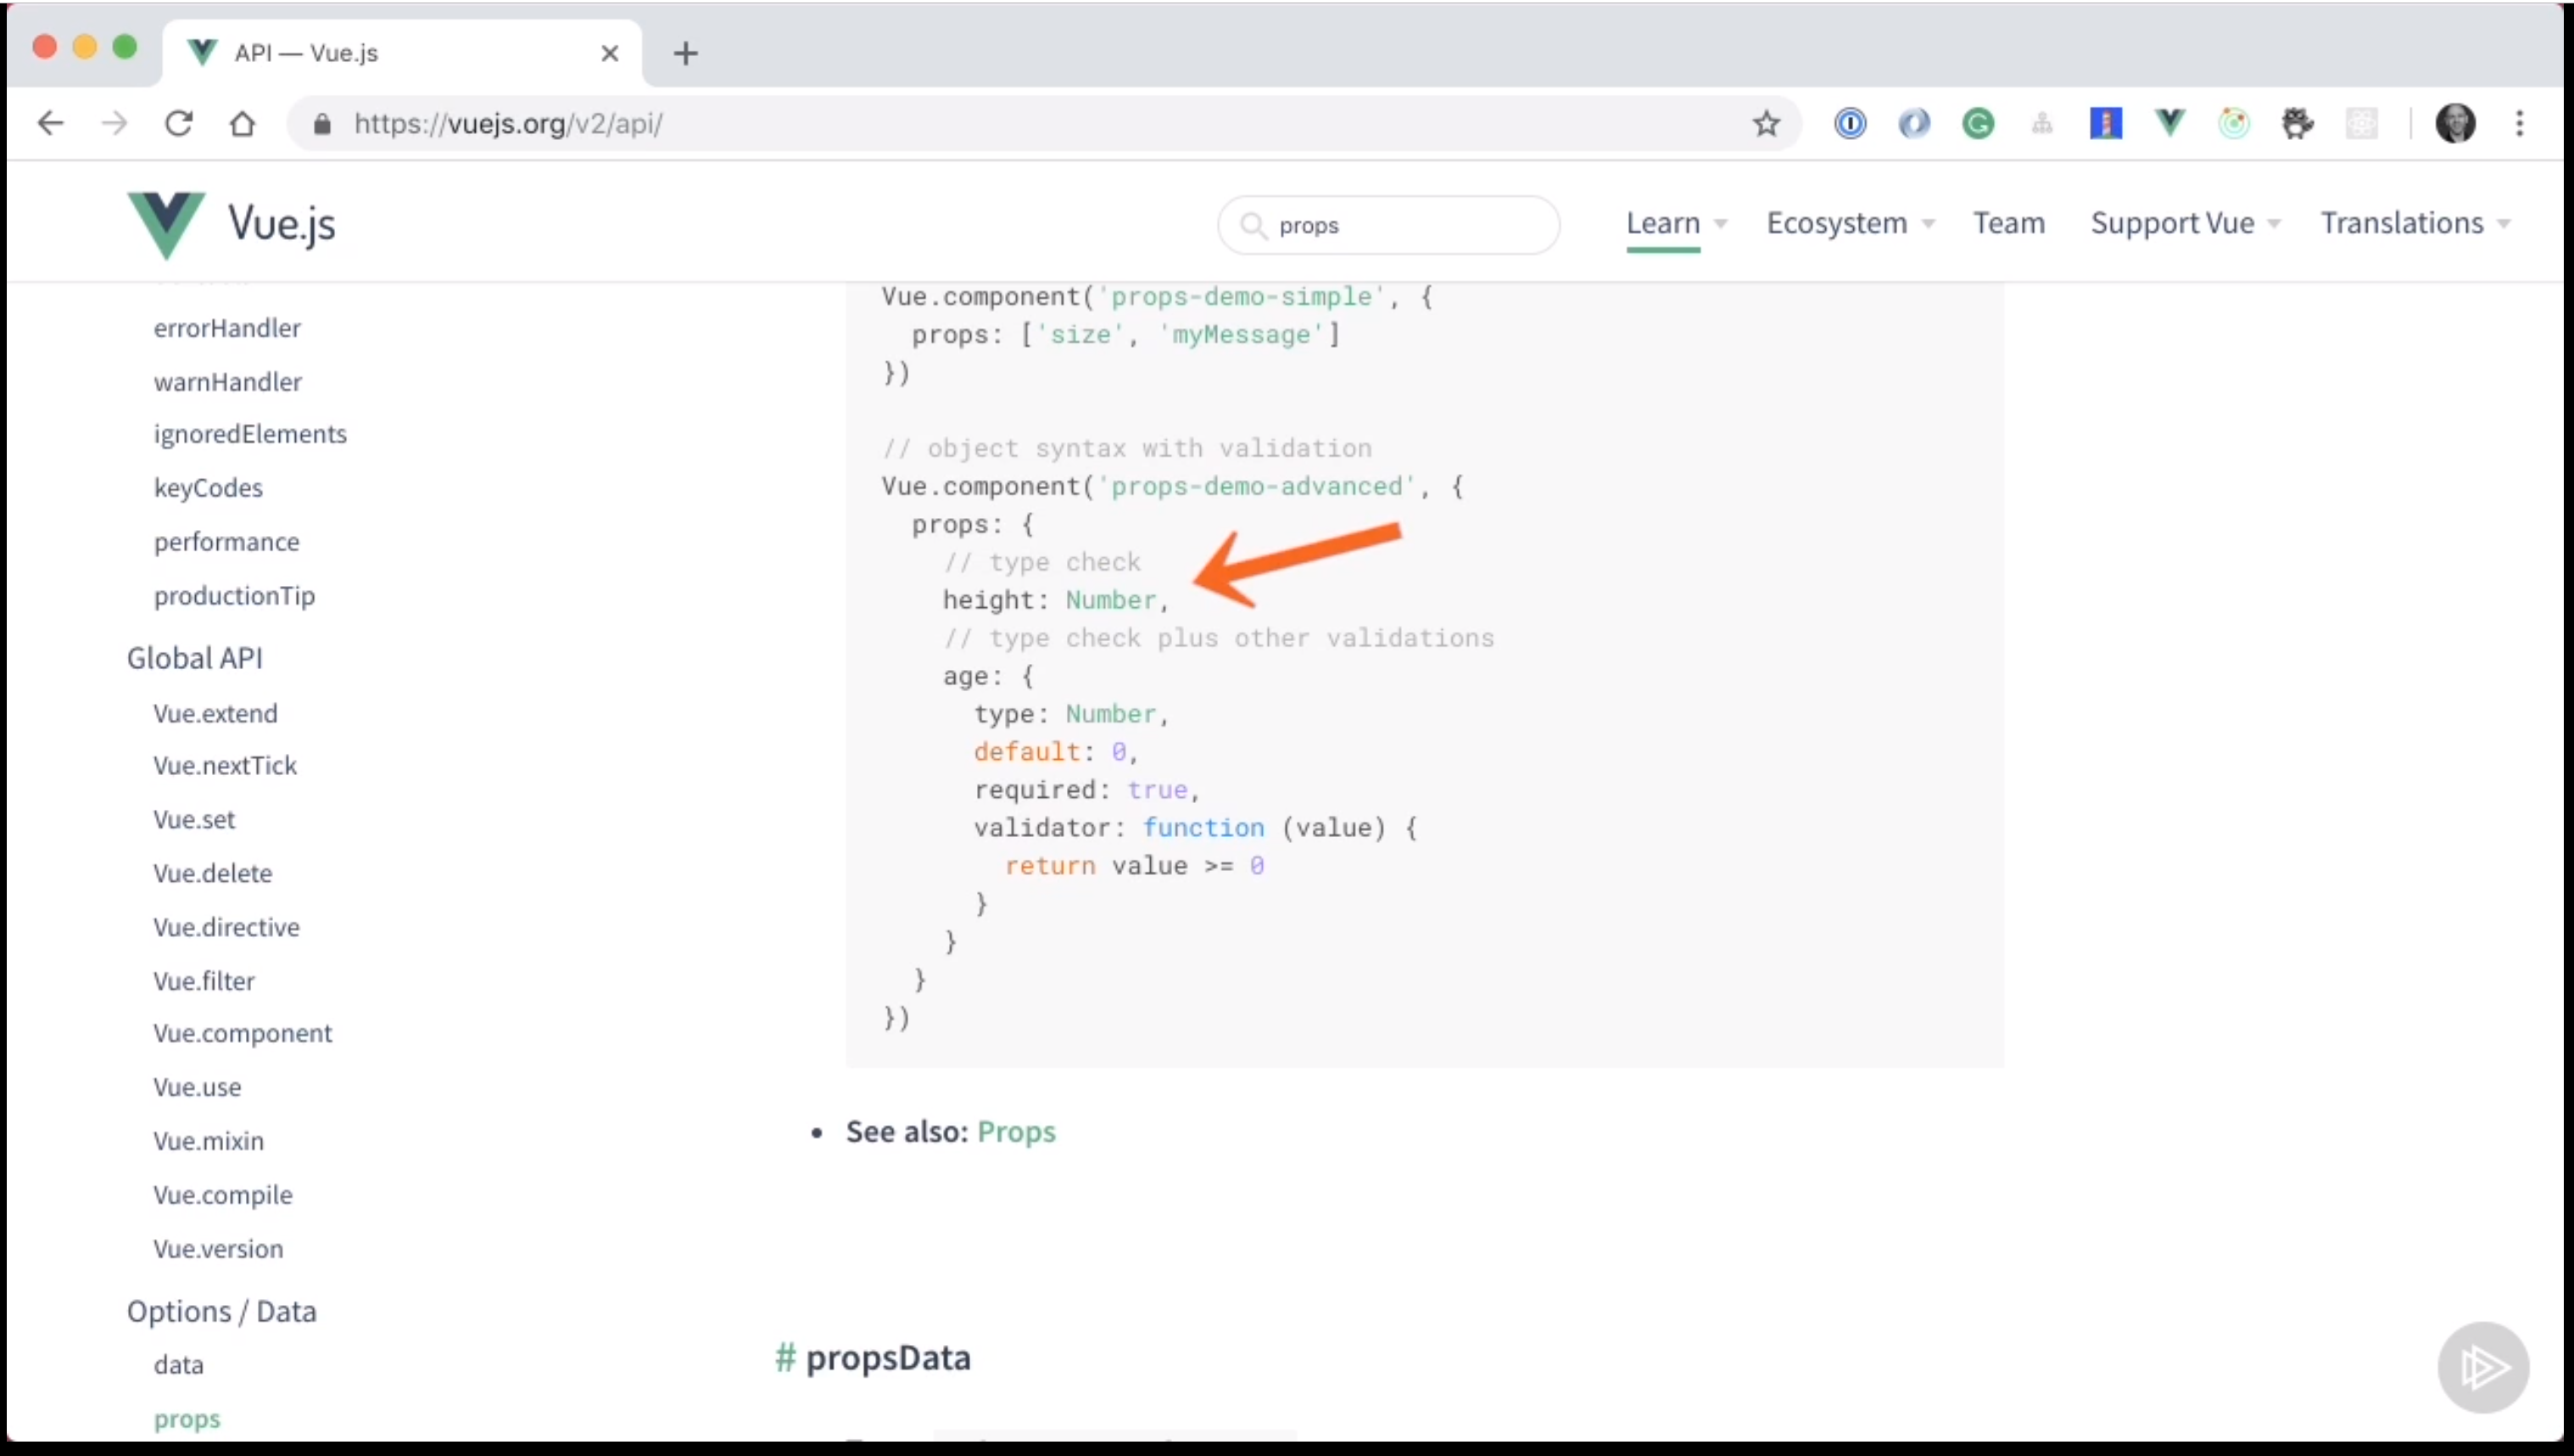 API — Vue.js
https://vuejs.org/v2/api/
Vue.js
props
Learn
Ecosystem
Team
Support Vue
Translations
errorHandler
warnHandler
ignoredElements
keyCodes
performance
productionTip
Global API
Vue.extend
Vue.nextTick
Vue.set
Vue.delete
Vue.directive
Vue.filter
Vue.component
Vue.use
Vue.mixin
Vue.compile
Vue.version
Options / Data
data
props
Vue.component('props-demo-simple', {
  props: ['size', 'myMessage']
})
// object syntax with validation
Vue.component('props-demo-advanced', {
  props: {
    // type check
    height: Number,
    // type check plus other validations
    age: {
      type: Number,
      default: 0,
      required: true,
      validator: function (value) {
        return value >= 0
      }
    }
  }
})
• See also: Props
# propsData